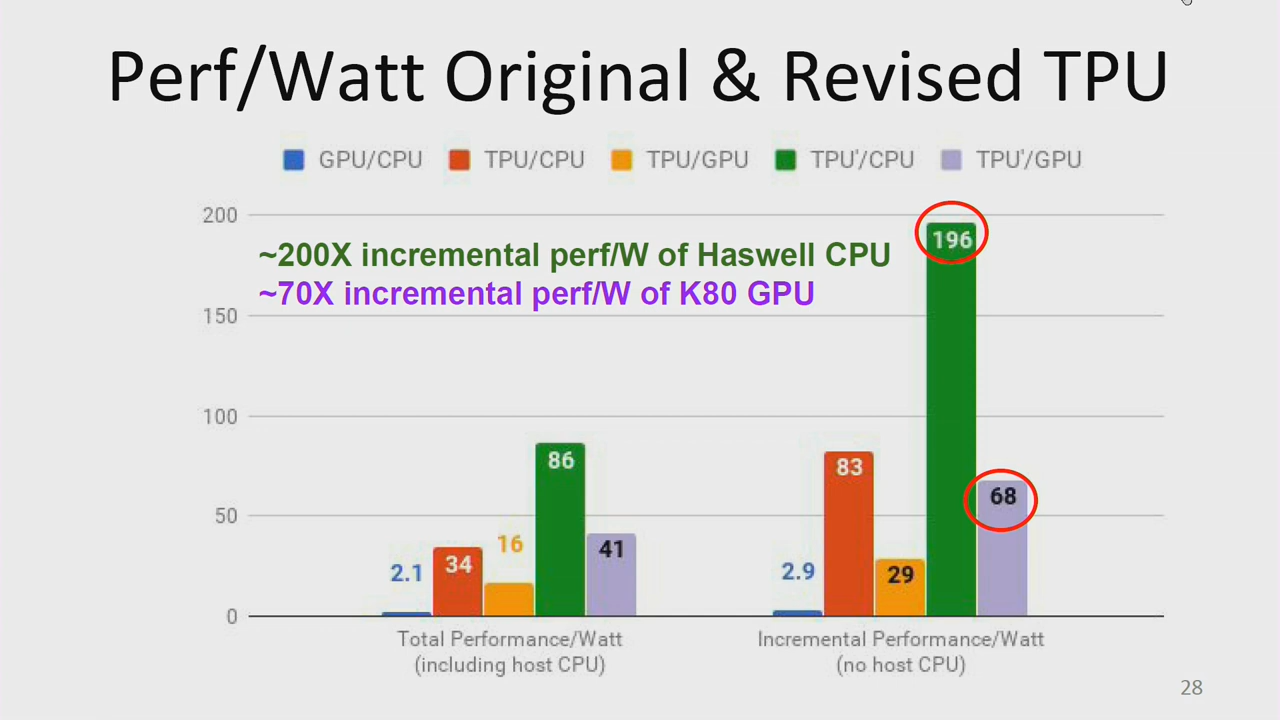 Perf/Watt Original & Revised TPU
GPU/CPU TPU/CPU TPU/GPU TPU'/CPU TPU'/GPU
200
~200X incremental perf/W of Haswell CPU
~70X incremental perf/W of K80 GPU
150
100
50
0
2.1 34 16 86 41
2.9 83 29 196 68
Total Performance/Watt
(including host CPU)
Incremental Performance/Watt
(no host CPU)
28